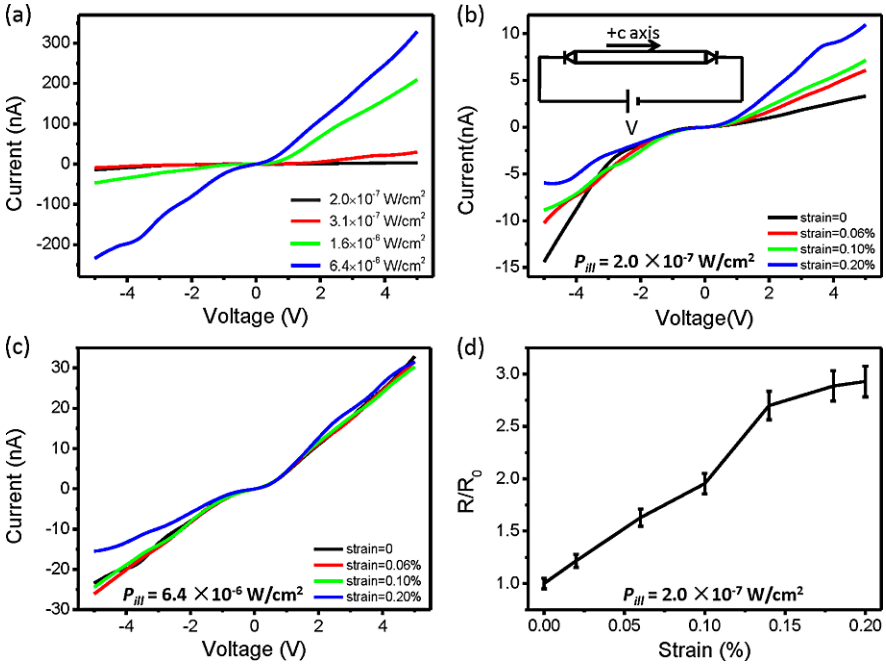 (a)
Current (nA)
300
200
100
0
-100
-200
-4
-2
0
2
4
Voltage (V)
2.0×10⁻⁷ W/cm²
3.1×10⁻⁷ W/cm²
1.6×10⁻⁶ W/cm²
6.4×10⁻⁶ W/cm²
(b)
Current(nA)
10
5
0
-5
-10
-15
-4
-2
0
2
4
Voltage(V)
+c axis
V
strain=0
strain=0.06%
strain=0.10%
strain=0.20%
P_ill = 2.0 ×10⁻⁷ W/cm²
(c)
Current (nA)
30
20
10
0
-10
-20
-30
-4
-2
0
2
4
Voltage (V)
strain=0
strain=0.06%
strain=0.10%
strain=0.20%
P_ill = 6.4 ×10⁻⁶ W/cm²
(d)
R/R₀
3.0
2.5
2.0
1.5
1.0
0.00
0.05
0.10
0.15
0.20
Strain (%)
P_ill = 2.0 ×10⁻⁷ W/cm²